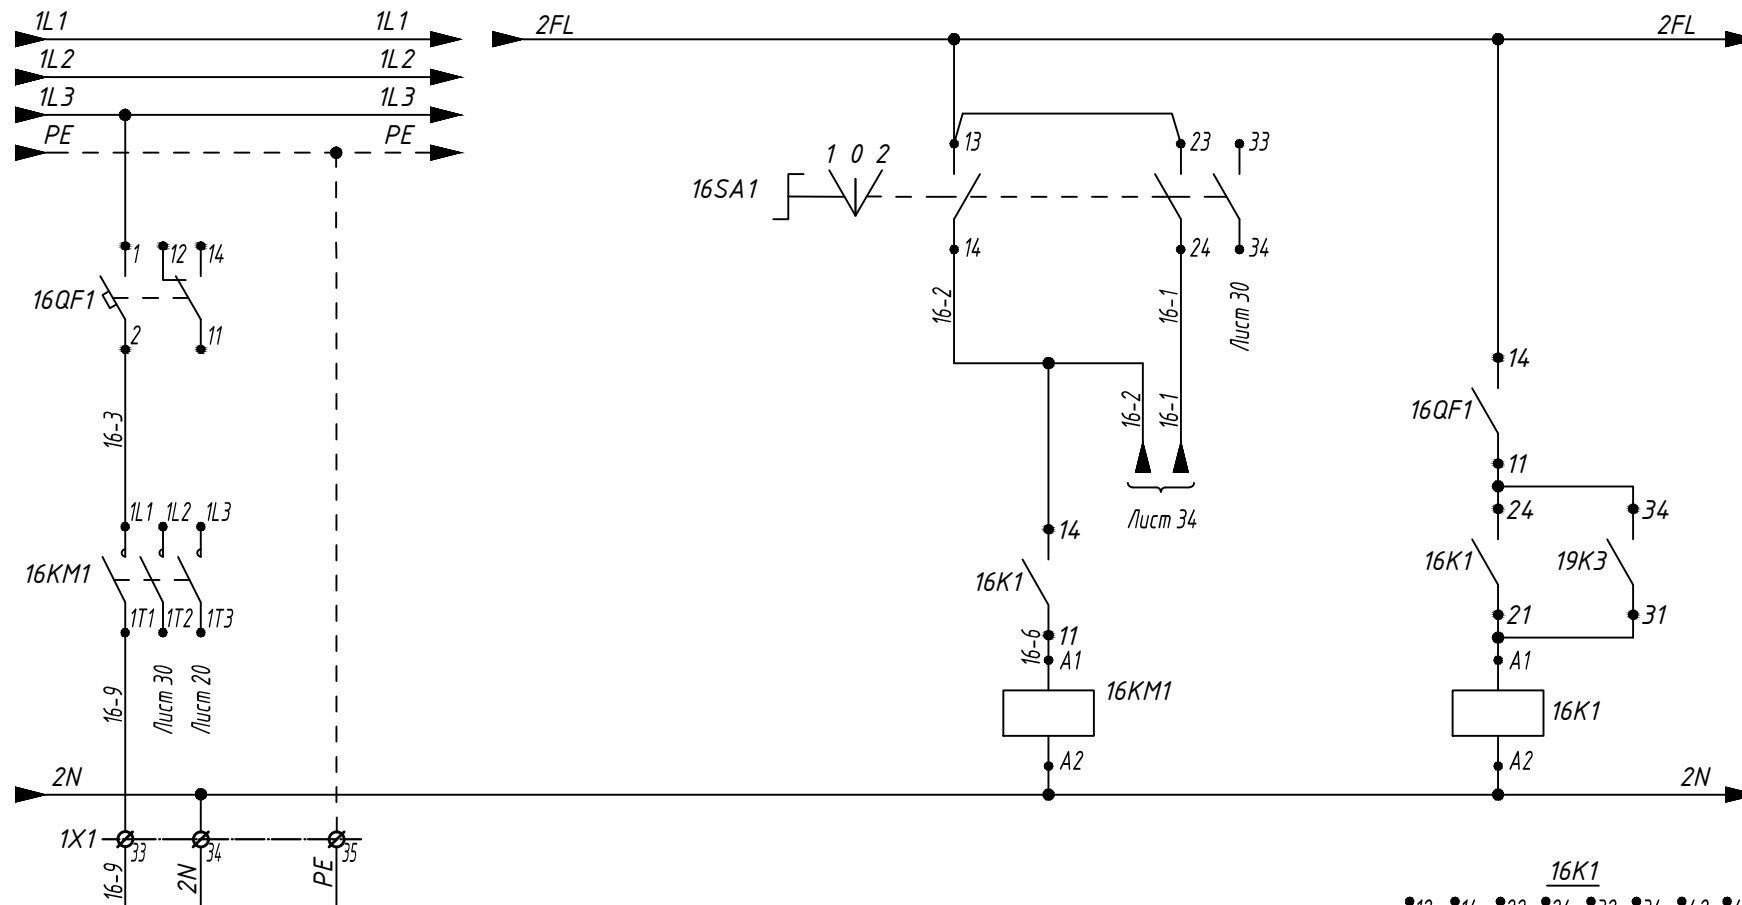 1L1 1L1
1L2 1L2
1L3 1L3
PE PE
2FL 2FL
13 23 33
1 0 2
16SA1
14 24 34
1 12 14
16QF1
2 11
16-2 16-1 Лист 30
14
16QF1
11
16-3
16-2 16-1
Лист 34
1L1 1L2 1L3
14
24 34
16KM1
16K1
16K1 19K3
1T1 1T2 1T3
11
21 31
16-6
A1
A1
16-9 Лист 30 Лист 20
16KM1
16K1
A2
A2
2N 2N
1X1 33 34 35
16-9 2N PE
16K1